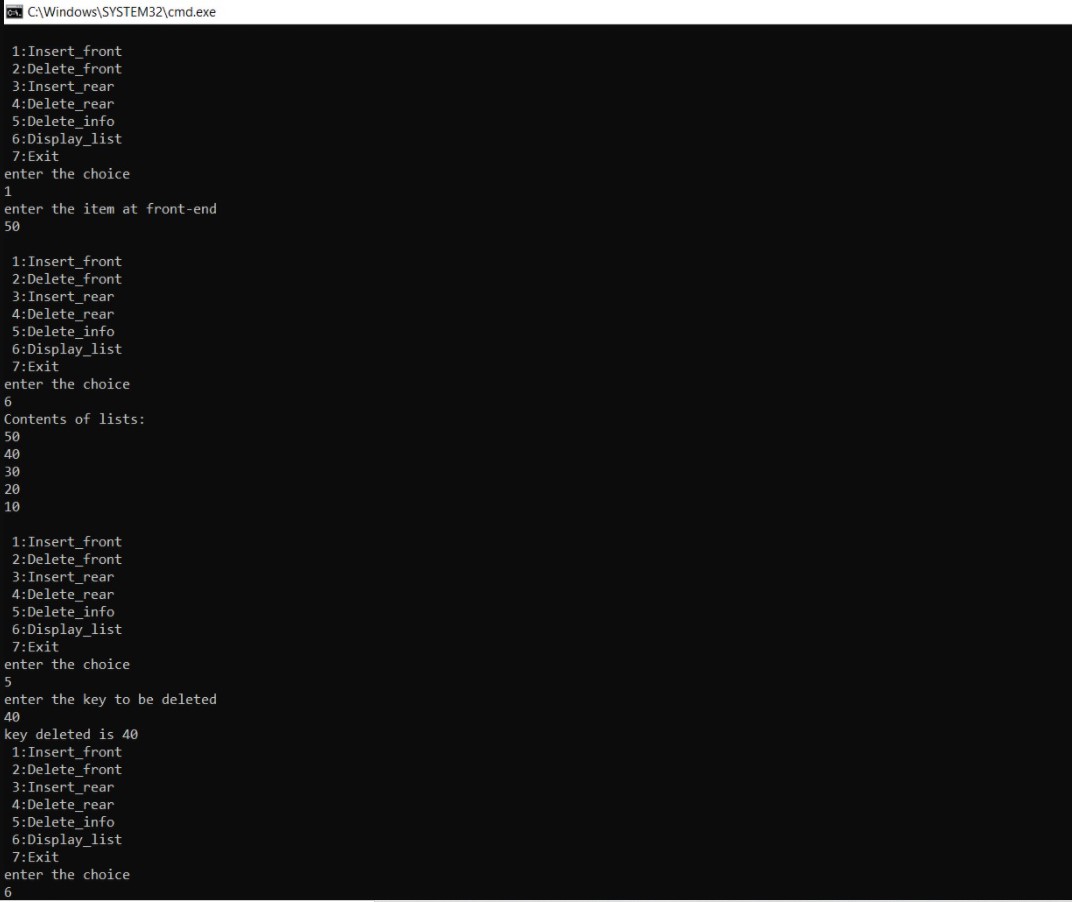 C:\Windows\SYSTEM32\cmd.exe
1:Insert_front
2:Delete_front
3:Insert_rear
4:Delete_rear
5:Delete_info
6:Display_list
7:Exit
enter the choice
1
enter the item at front-end
50
1:Insert_front
2:Delete_front
3:Insert_rear
4:Delete_rear
5:Delete_info
6:Display_list
7:Exit
enter the choice
6
Contents of lists:
50
40
30
20
10
1:Insert_front
2:Delete_front
3:Insert_rear
4:Delete_rear
5:Delete_info
6:Display_list
7:Exit
enter the choice
5
enter the key to be deleted
40
key deleted is 40
1:Insert_front
2:Delete_front
3:Insert_rear
4:Delete_rear
5:Delete_info
6:Display_list
7:Exit
enter the choice
6